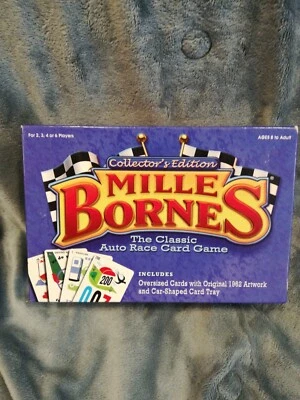 For 2, 3, 4 or 6 Players
AGES 8 to Adult
Collector's Edition
MILLE
BORNES
The Classic
Auto Race Card Game
INCLUDES
Oversized Cards with Original 1962 Artwork
and Car-Shaped Card Tray
200